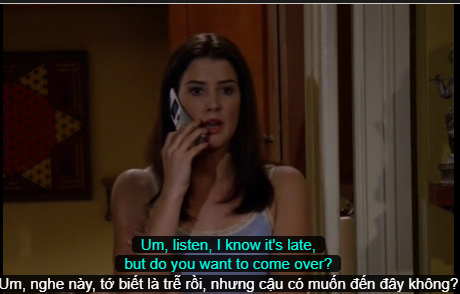 Um, listen, I know it's late,
but do you want to come over?
Um, nghe này, tớ biết là trễ rồi, nhưng cậu có muốn đến đây không?